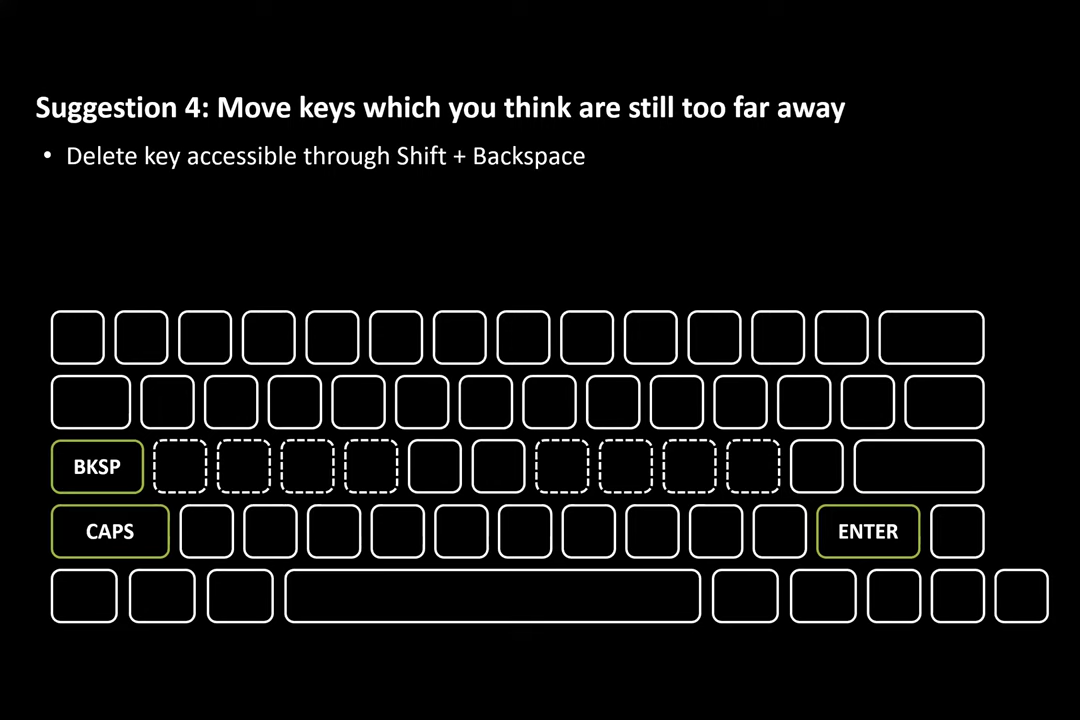 Suggestion 4: Move keys which you think are still too far away
• Delete key accessible through Shift + Backspace
BKSP
CAPS
ENTER